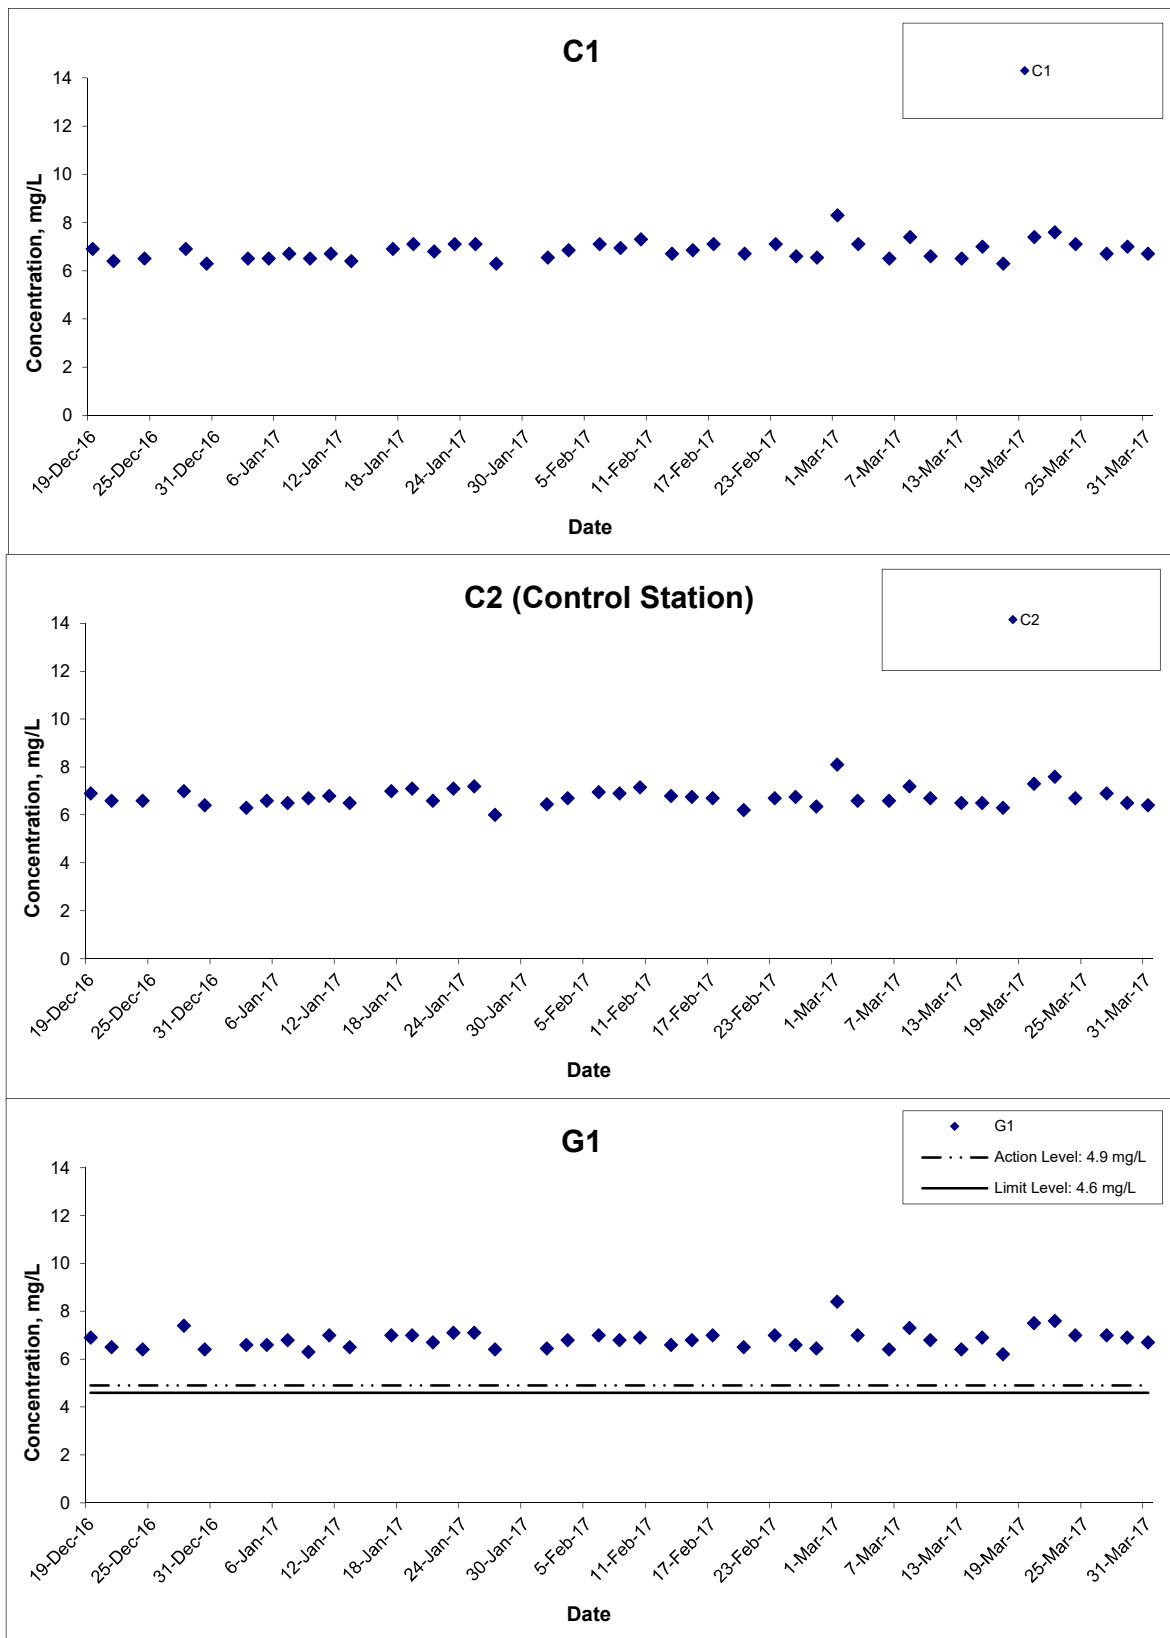 C1
C1
14
12
10
8
6
4
2
0
Concentration, mg/L
19-Dec-16
25-Dec-16
31-Dec-16
6-Jan-17
12-Jan-17
18-Jan-17
24-Jan-17
30-Jan-17
5-Feb-17
11-Feb-17
17-Feb-17
23-Feb-17
1-Mar-17
7-Mar-17
13-Mar-17
19-Mar-17
25-Mar-17
31-Mar-17
Date
C2 (Control Station)
C2
14
12
10
8
6
4
2
0
Concentration, mg/L
19-Dec-16
25-Dec-16
31-Dec-16
6-Jan-17
12-Jan-17
18-Jan-17
24-Jan-17
30-Jan-17
5-Feb-17
11-Feb-17
17-Feb-17
23-Feb-17
1-Mar-17
7-Mar-17
13-Mar-17
19-Mar-17
25-Mar-17
31-Mar-17
Date
G1
G1
Action Level: 4.9 mg/L
Limit Level: 4.6 mg/L
14
12
10
8
6
4
2
0
Concentration, mg/L
19-Dec-16
25-Dec-16
31-Dec-16
6-Jan-17
12-Jan-17
18-Jan-17
24-Jan-17
30-Jan-17
5-Feb-17
11-Feb-17
17-Feb-17
23-Feb-17
1-Mar-17
7-Mar-17
13-Mar-17
19-Mar-17
25-Mar-17
31-Mar-17
Date